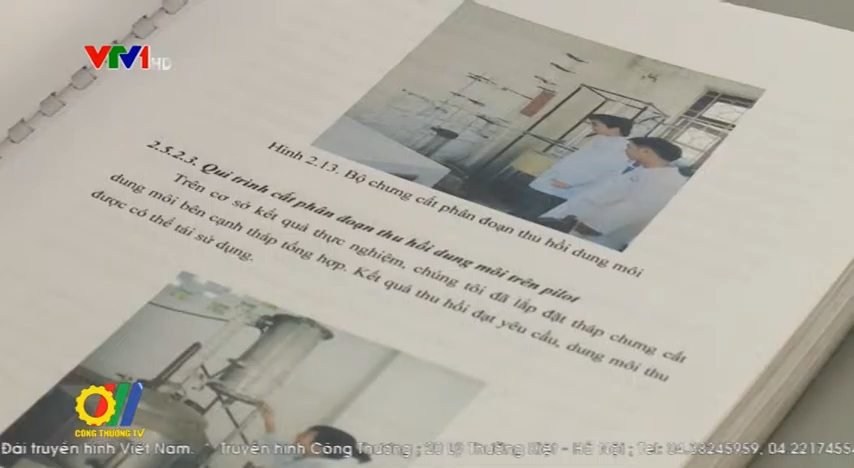 VTV1 HD
Hình 2.13. Bộ chưng cất phân đoạn thu hồi dung môi
2.5.2.3. Qui trình cất phân đoạn thu hồi dung môi trên pilot
Trên cơ sở kết quả thực nghiệm, chúng tôi đã lắp đặt tháp chưng cất
dung môi bên cạnh tháp tổng hợp. Kết quả thu hồi đạt yêu cầu, dung môi thu
được có thể tái sử dụng.
CÔNG THƯƠNG TV
Đài truyền hình Việt Nam. Truyền hình Công Thương ; 20 Lý Thường Kiệt - Hà Nội ; Tel: 04.38245959, 04 2217455